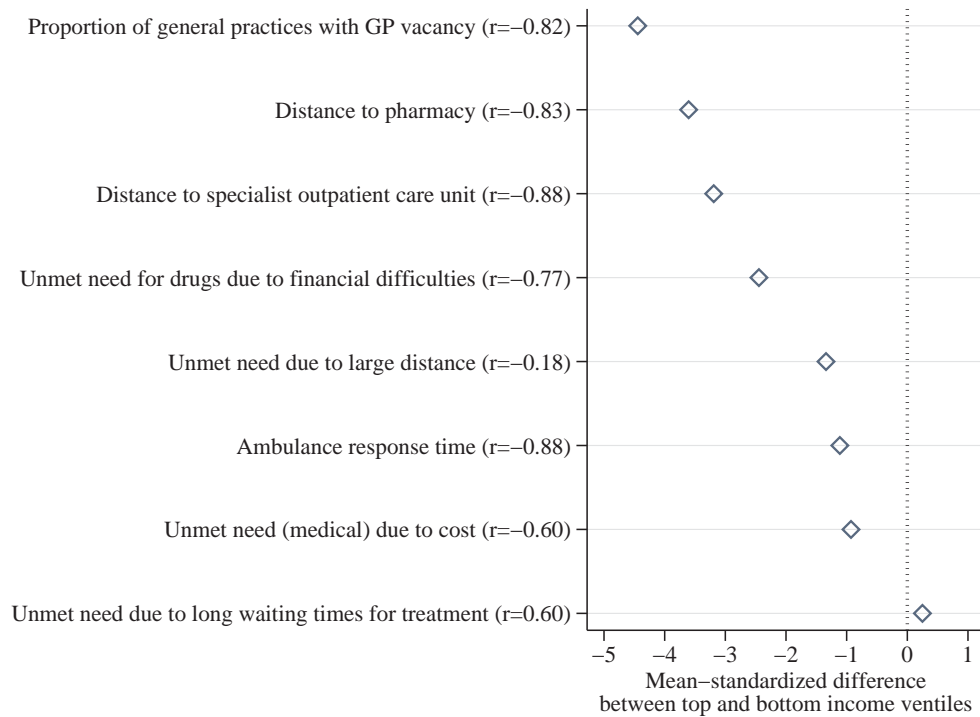 Proportion of general practices with GP vacancy (r=−0.82)
Distance to pharmacy (r=−0.83)
Distance to specialist outpatient care unit (r=−0.88)
Unmet need for drugs due to financial difficulties (r=−0.77)
Unmet need due to large distance (r=−0.18)
Ambulance response time (r=−0.88)
Unmet need (medical) due to cost (r=−0.60)
Unmet need due to long waiting times for treatment (r=0.60)
−5 −4 −3 −2 −1 0 1
Mean−standardized difference
between top and bottom income ventiles